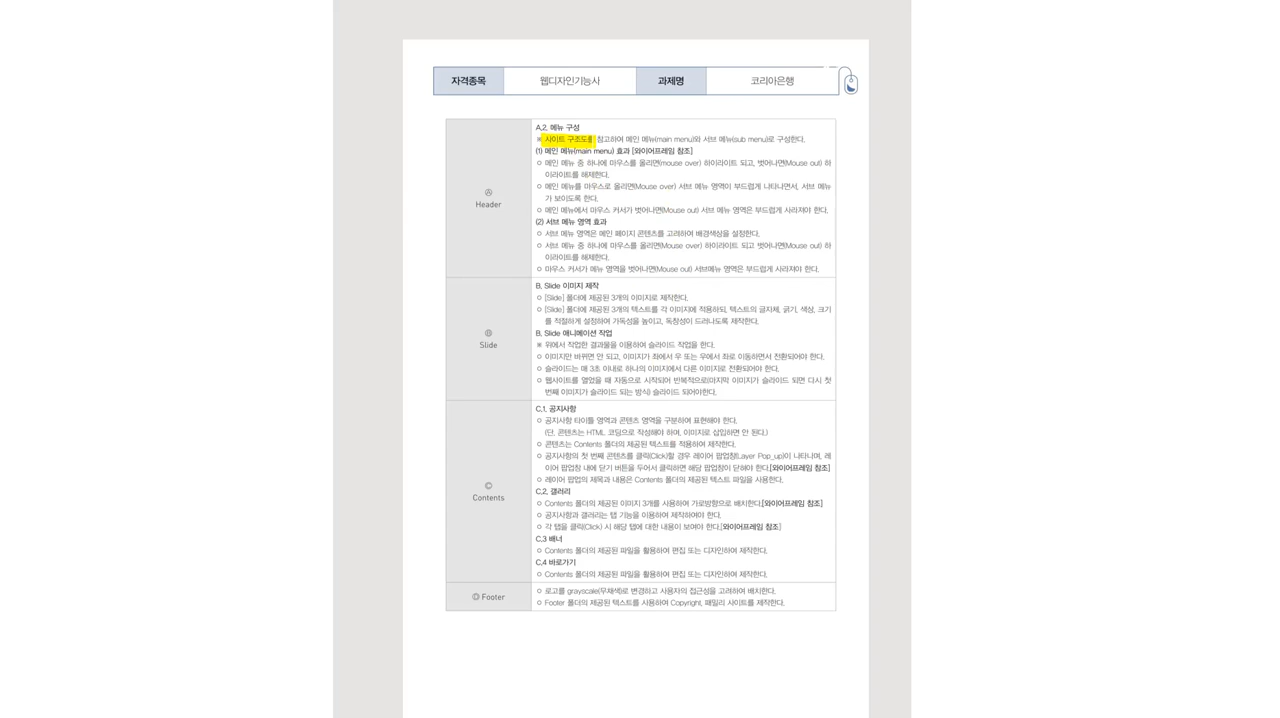 자격종목 웹디자인기능사 과제명 코리아은행
A.2. 메뉴 구성
※ 사이트 구조도를 참고하여 메인 메뉴(main menu)와 서브 메뉴(sub menu)로 구성한다.
(1) 메인 메뉴(main menu) 효과 [와이어프레임 참조]
○ 메인 메뉴 중 하나에 마우스를 올리면(mouse over) 하이라이트 되고, 벗어나면(Mouse out) 하
이라이트를 해제한다.
○ 메인 메뉴를 마우스로 올리면(Mouse over) 서브 메뉴 영역이 부드럽게 나타나면서, 서브 메뉴
가 보이도록 한다.
○ 메인 메뉴에서 마우스 커서가 벗어나면(Mouse out) 서브 메뉴 영역은 부드럽게 사라져야 한다.
Ⓐ
Header
(2) 서브 메뉴 영역 효과
○ 서브 메뉴 영역은 메인 페이지 콘텐츠를 고려하여 배경색상을 설정한다.
○ 서브 메뉴 중 하나에 마우스를 올리면(Mouse over) 하이라이트 되고 벗어나면(Mouse out) 하
이라이트를 해제한다.
○ 마우스 커서가 메뉴 영역을 벗어나면(Mouse out) 서브메뉴 영역은 부드럽게 사라져야 한다.
B. Slide 이미지 제작
○ [Slide] 폴더에 제공된 3개의 이미지로 제작한다.
○ [Slide] 폴더에 제공된 3개의 텍스트를 각 이미지에 적용하되, 텍스트의 글자체, 굵기, 색상, 크기
를 적절하게 설정하여 가독성을 높이고, 독창성이 드러나도록 제작한다.
Ⓑ
Slide
B. Slide 애니메이션 작업
※ 위에서 작업한 결과물을 이용하여 슬라이드 작업을 한다.
○ 이미지만 바뀌면 안 되고, 이미지가 좌에서 우 또는 우에서 좌로 이동하면서 전환되어야 한다.
○ 슬라이드는 매 3초 이내로 하나의 이미지에서 다른 이미지로 전환되어야 한다.
○ 웹사이트를 열었을 때 자동으로 시작되어 반복적으로(마지막 이미지가 슬라이드 되면 다시 첫
번째 이미지가 슬라이드 되는 방식) 슬라이드 되어야한다.
C.1. 공지사항
○ 공지사항 타이틀 영역과 콘텐츠 영역을 구분하여 표현해야 한다.
(단, 콘텐츠는 HTML 코딩으로 작성해야 하며, 이미지로 삽입하면 안 된다.)
○ 콘텐츠는 Contents 폴더의 제공된 텍스트를 적용하여 제작한다.
○ 공지사항의 첫 번째 콘텐츠를 클릭(Click)할 경우 레이어 팝업창(Layer Pop_up)이 나타나며, 레
이어 팝업창 내에 닫기 버튼을 두어서 클릭하면 해당 팝업창이 닫혀야 한다.[와이어프레임 참조]
○ 레이어 팝업의 제목과 내용은 Contents 폴더의 제공된 텍스트 파일을 사용한다.
Ⓒ
Contents
C.2. 갤러리
○ Contents 폴더의 제공된 이미지 3개를 사용하여 가로방향으로 배치한다.[와이어프레임 참조]
○ 공지사항과 갤러리는 탭 기능을 이용하여 제작하여야 한다.
○ 각 탭을 클릭(Click) 시 해당 탭에 대한 내용이 보여야 한다.[와이어프레임 참조]
C.3 배너
○ Contents 폴더의 제공된 파일을 활용하여 편집 또는 디자인하여 제작한다.
C.4 바로가기
○ Contents 폴더의 제공된 파일을 활용하여 편집 또는 디자인하여 제작한다.
Ⓓ Footer
○ 로고를 grayscale(무채색)로 변경하고 사용자의 접근성을 고려하여 배치한다.
○ Footer 폴더의 제공된 텍스트를 사용하여 Copyright, 패밀리 사이트를 제작한다.